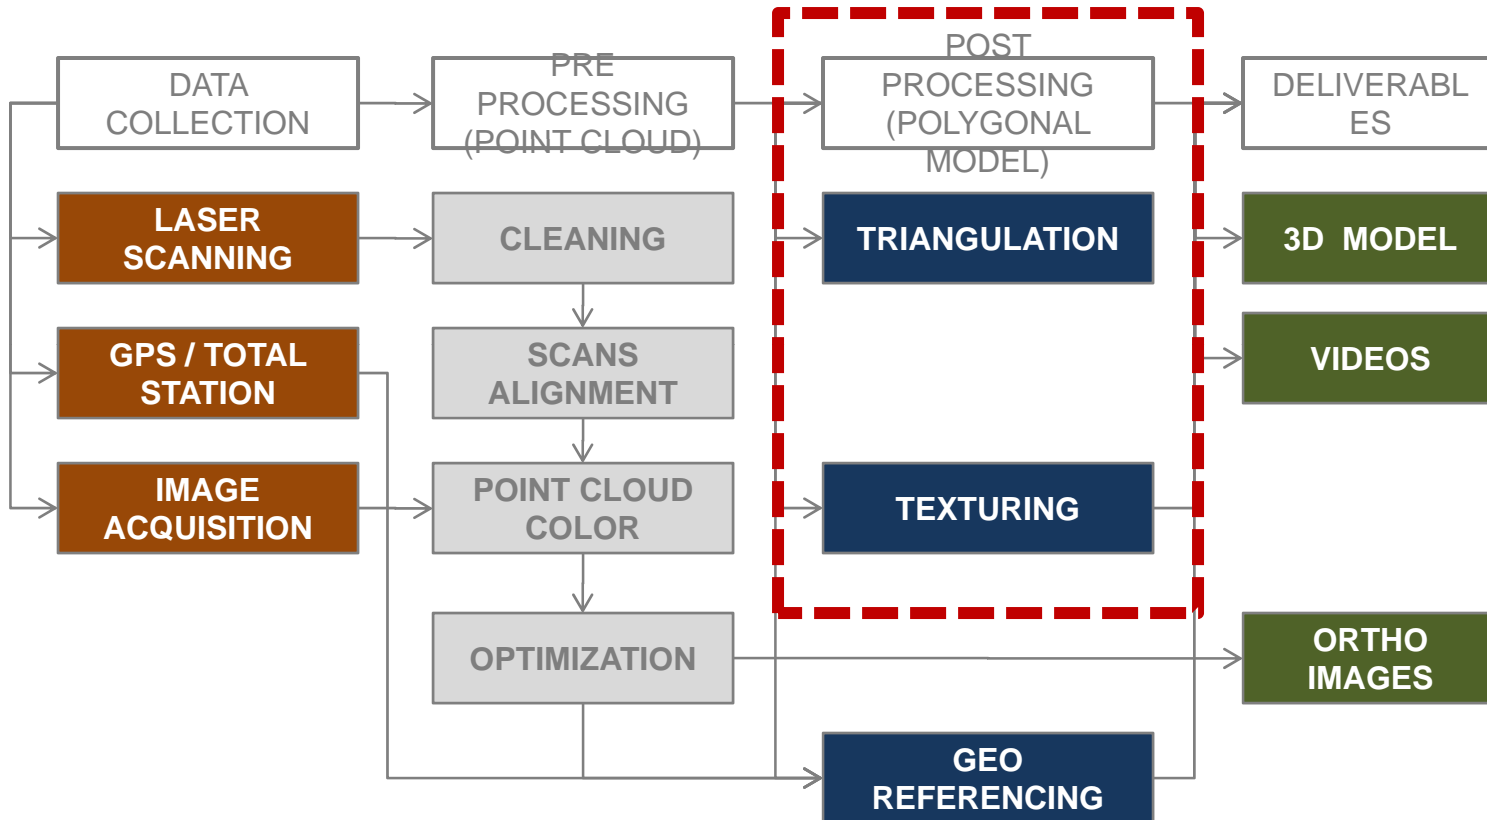 DATA
COLLECTION
PRE
PROCESSING
(POINT CLOUD)
POST
PROCESSING
(POLYGONAL
MODEL)
DELIVERABL
ES
LASER
SCANNING
CLEANING
TRIANGULATION
3D MODEL
GPS / TOTAL
STATION
SCANS
ALIGNMENT
VIDEOS
IMAGE
ACQUISITION
POINT CLOUD
COLOR
TEXTURING
OPTIMIZATION
ORTHO
IMAGES
GEO
REFERENCING